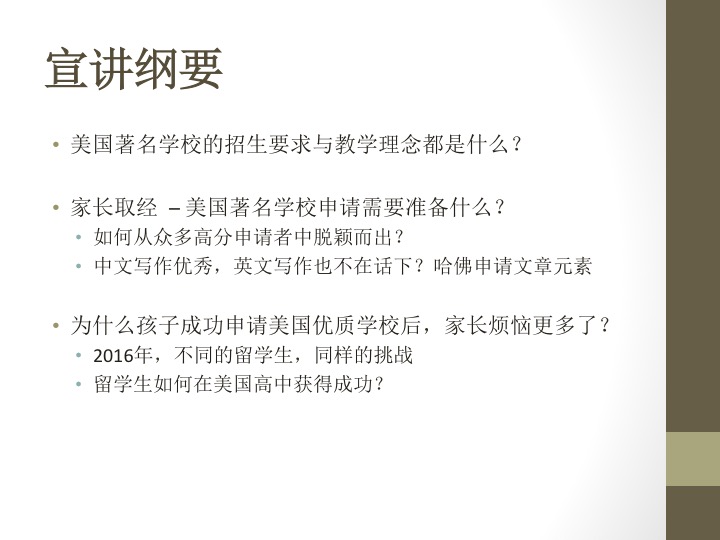 宣讲纲要
• 美国著名学校的招生要求与教学理念都是什么？
• 家长取经 – 美国著名学校申请需要准备什么？
• 如何从众多高分申请者中脱颖而出？
• 中文写作优秀，英文写作也不在话下？哈佛申请文章元素
• 为什么孩子成功申请美国优质学校后，家长烦恼更多了？
• 2016年，不同的留学生，同样的挑战
• 留学生如何在美国高中获得成功？